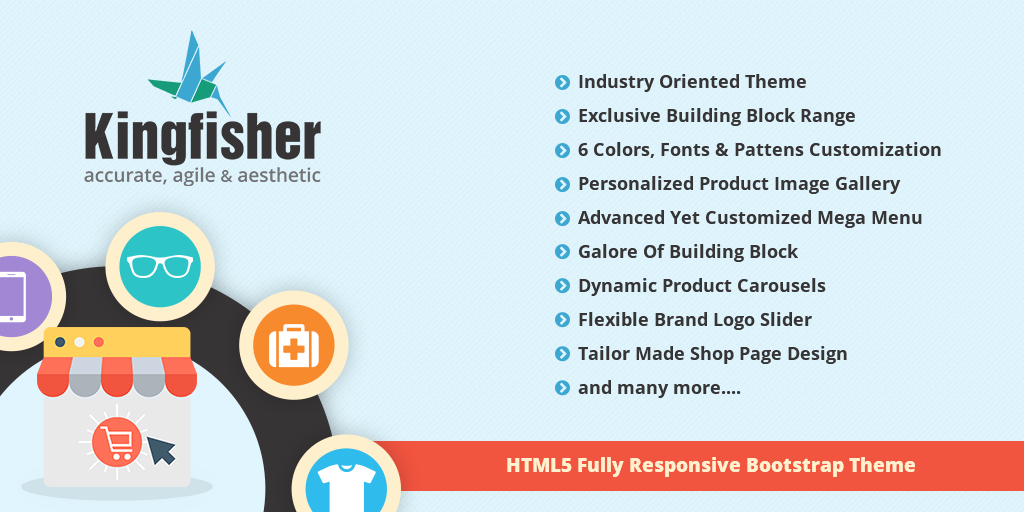 Kingfisher
accurate, agile & aesthetic
Industry Oriented Theme
Exclusive Building Block Range
6 Colors, Fonts & Pattens Customization
Personalized Product Image Gallery
Advanced Yet Customized Mega Menu
Galore Of Building Block
Dynamic Product Carousels
Flexible Brand Logo Slider
Tailor Made Shop Page Design
and many more....
HTML5 Fully Responsive Bootstrap Theme